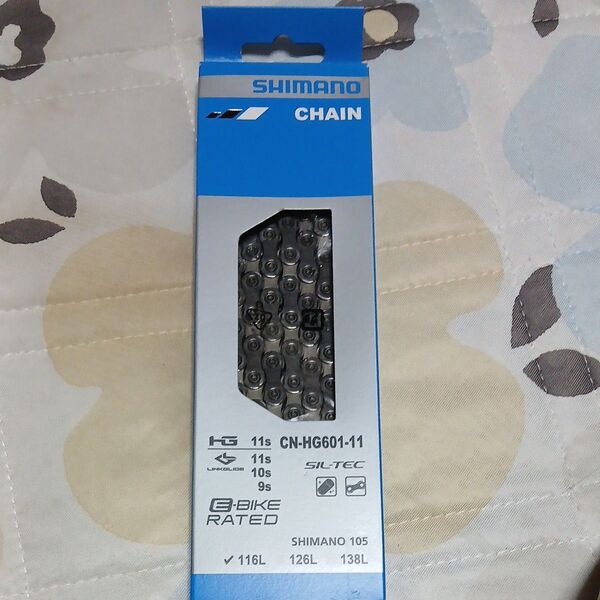 SHIMANO
CHAIN
HG 11s CN-HG601-11
LINKGLIDE 11s
10s
9s
SIL-TEC
E-BIKE
RATED
SHIMANO 105
✓ 116L 126L 138L